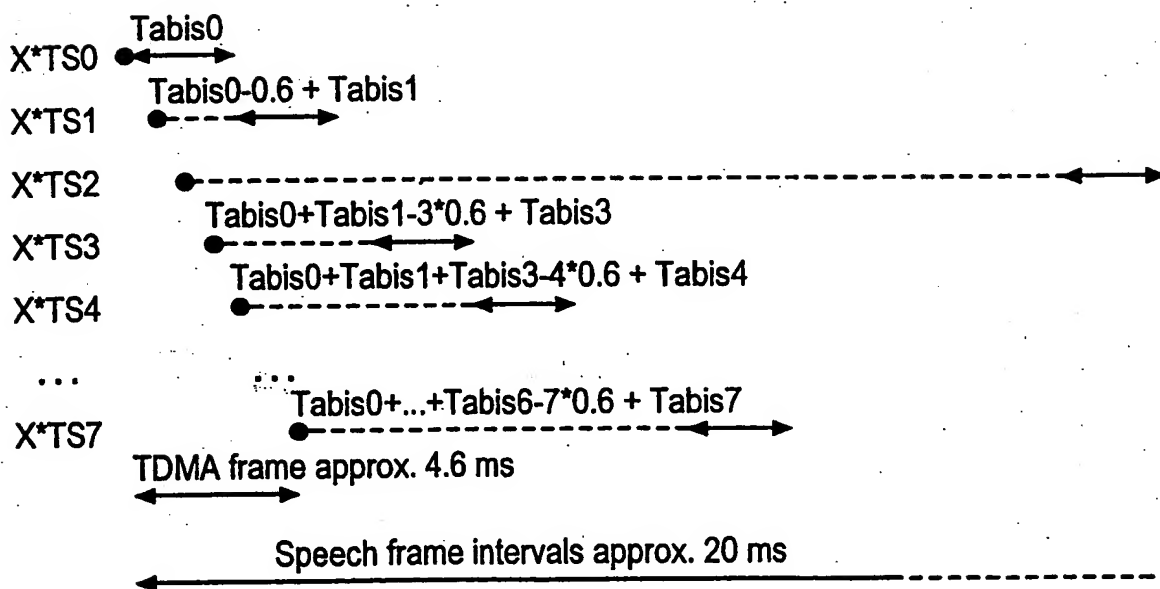 Tabis0
X*TS0
Tabis0-0.6 + Tabis1
X*TS1
X*TS2
Tabis0+Tabis1-3*0.6 + Tabis3
X*TS3
Tabis0+Tabis1+Tabis3-4*0.6 + Tabis4
X*TS4
... ...
Tabis0+...+Tabis6-7*0.6 + Tabis7
X*TS7
TDMA frame approx. 4.6 ms
Speech frame intervals approx. 20 ms